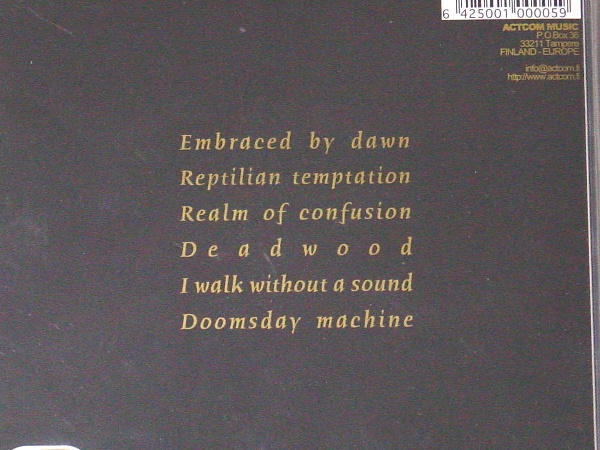 6 425001 000059
ACTCOM MUSIC
P.O.Box 36
33211 Tampere
FINLAND - EUROPE
info@actcom.fi
http://www.actcom.fi
Embraced by dawn
Reptilian temptation
Realm of confusion
Deadwood
I walk without a sound
Doomsday machine